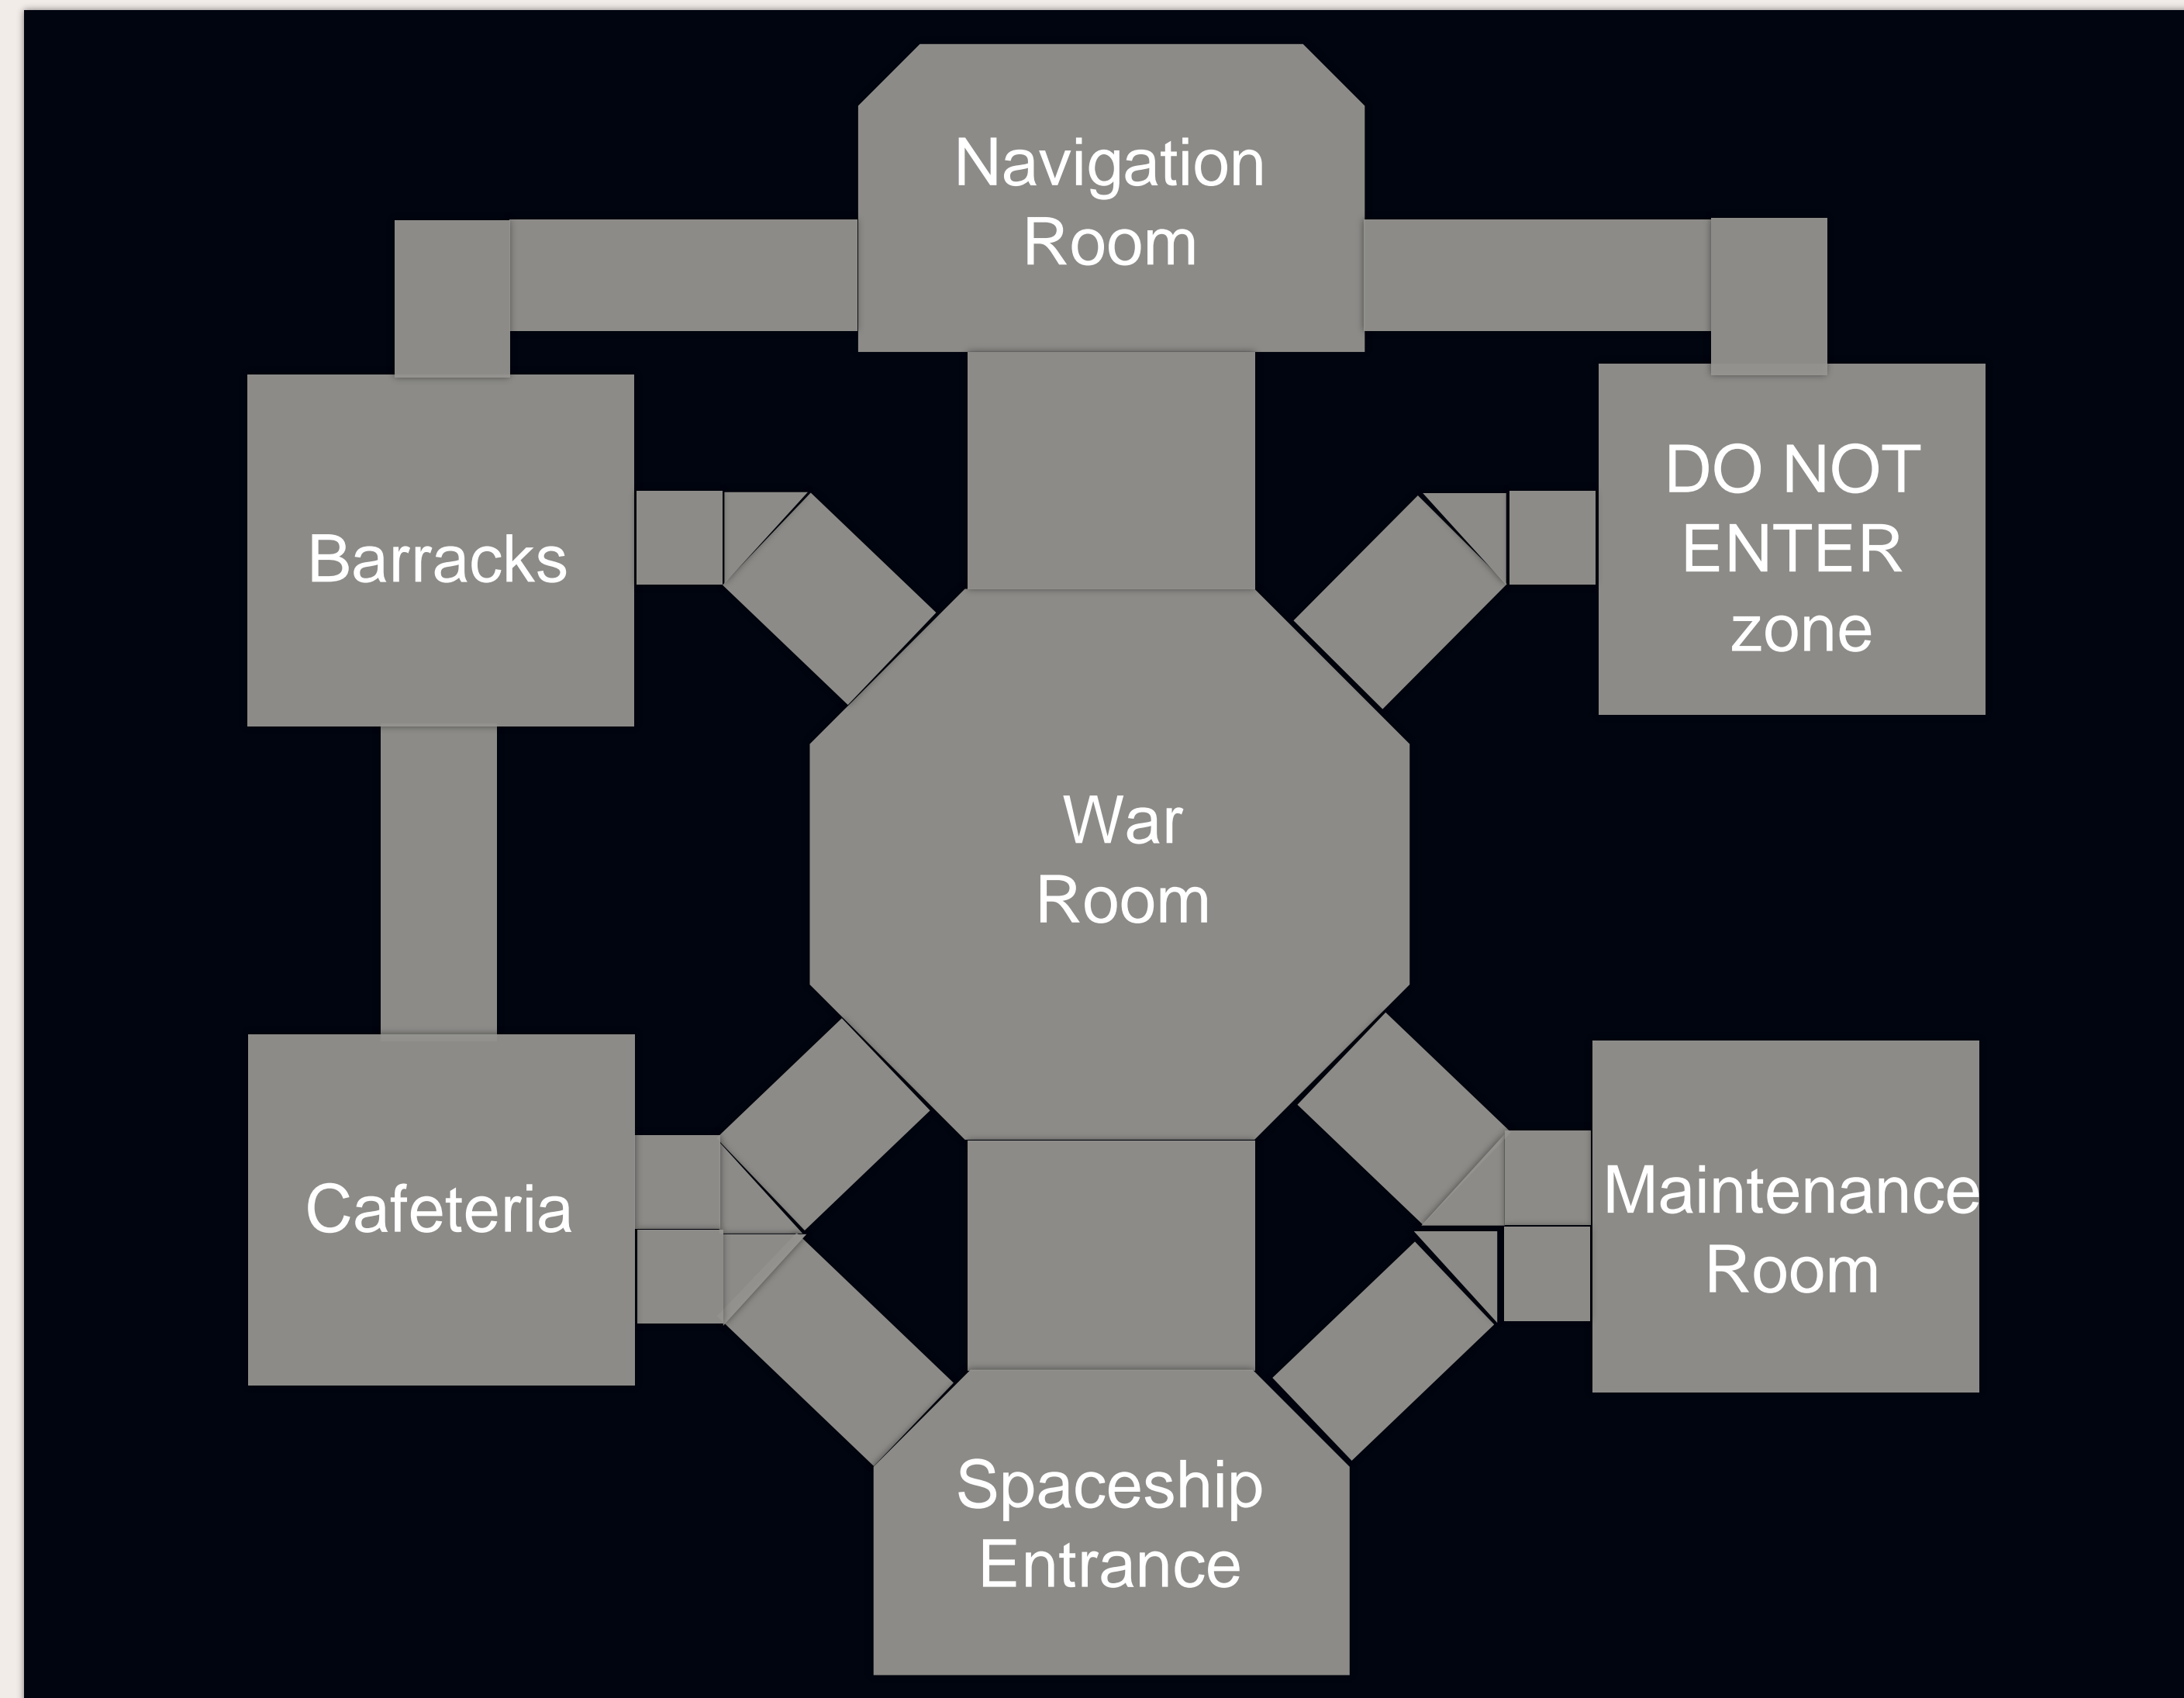 Navigation
Room
Barracks
DO NOT
ENTER
zone
War
Room
Cafeteria
Maintenance
Room
Spaceship
Entrance